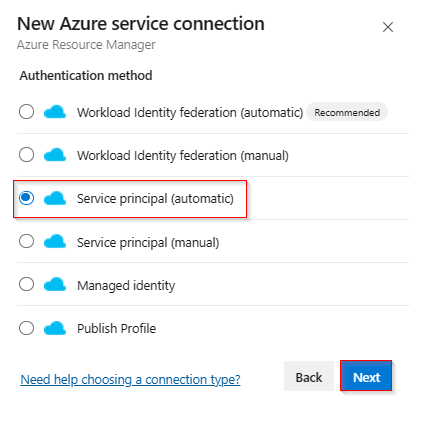 New Azure service connection
Azure Resource Manager
Authentication method
Workload Identity federation (automatic) Recommended
Workload Identity federation (manual)
Service principal (automatic)
Service principal (manual)
Managed identity
Publish Profile
Need help choosing a connection type? Back Next